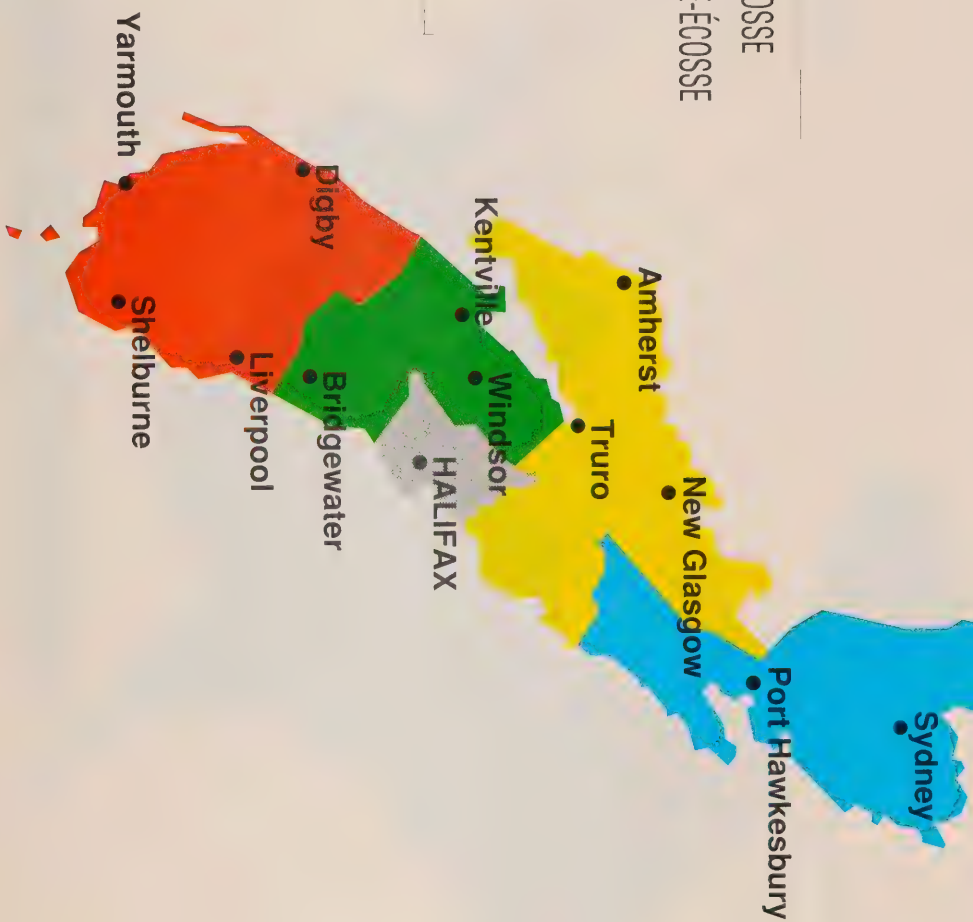 OSSE
-ÉCOSSE
Sydney
Port Hawkesbury
New Glasgow
Amherst
Truro
Windsor
Kentville
HALIFAX
Bridgewater
Digby
Liverpool
Shelburne
Yarmouth